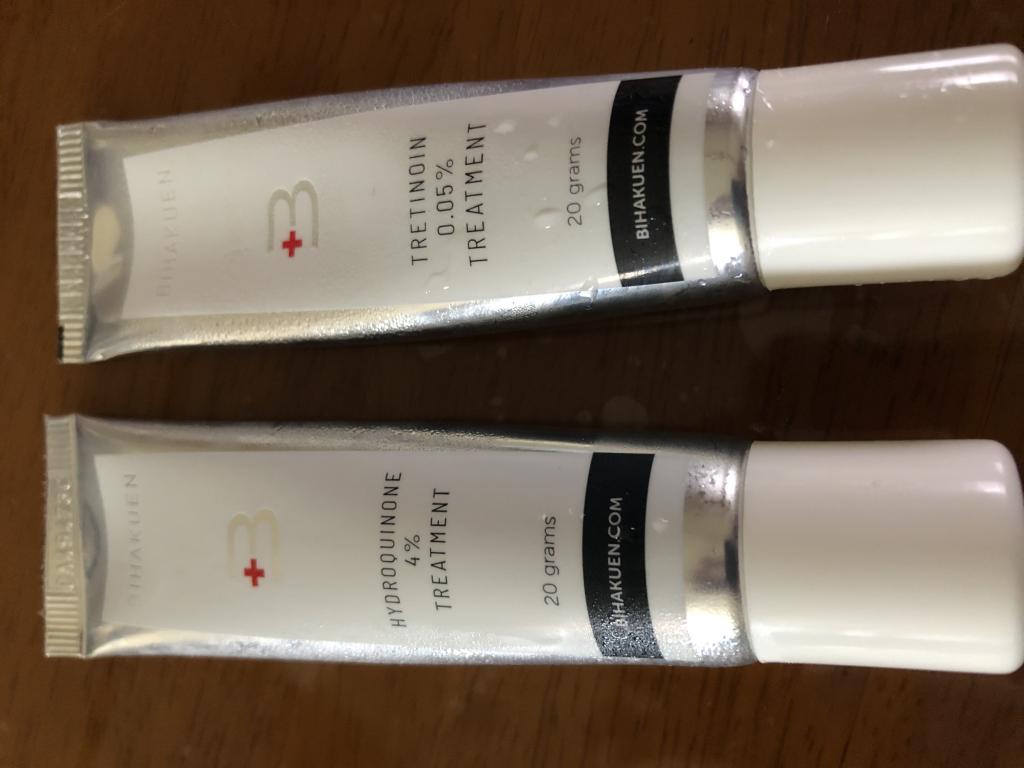 BIHAKUEN
B
TRETINOIN
0.05%
TREATMENT
20 grams
BIHAKUEN.COM
BIHAKUEN
B
HYDROQUINONE
4%
TREATMENT
20 grams
BIHAKUEN.COM